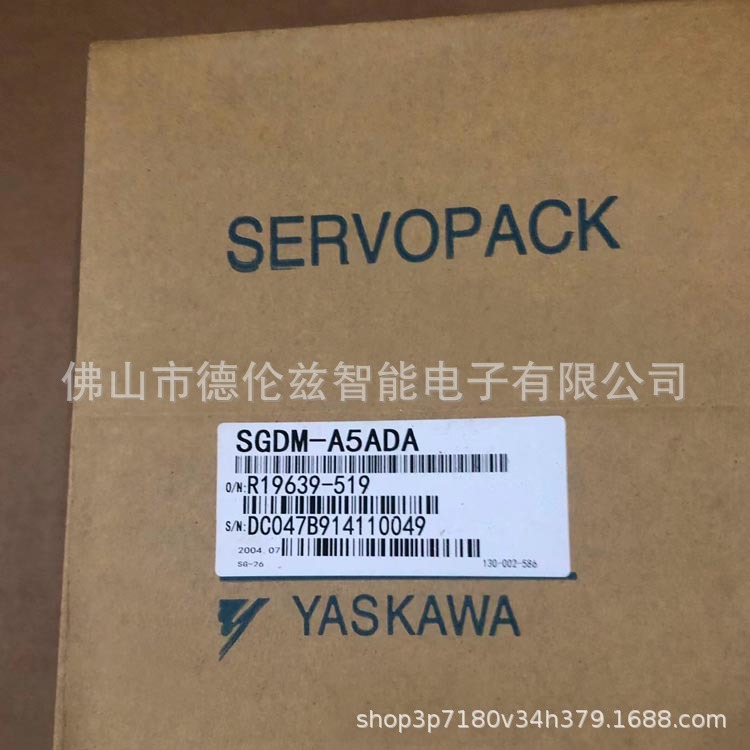 SERVOPACK
佛山市德伦兹智能电子有限公司
SGDM-A5ADA
O/N:R19639-519
S/N:DC047B914110049
2004.07
SG-26
130-002-586
YASKAWA
shop3p7180v34h379.1688.com